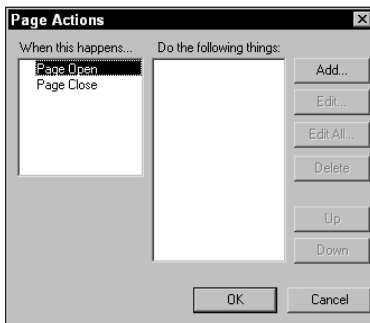 Page Actions
When this happens...
Do the following things:
Page Open
Page Close
Add...
Edit...
Edit All...
Delete
Up
Down
OK
Cancel